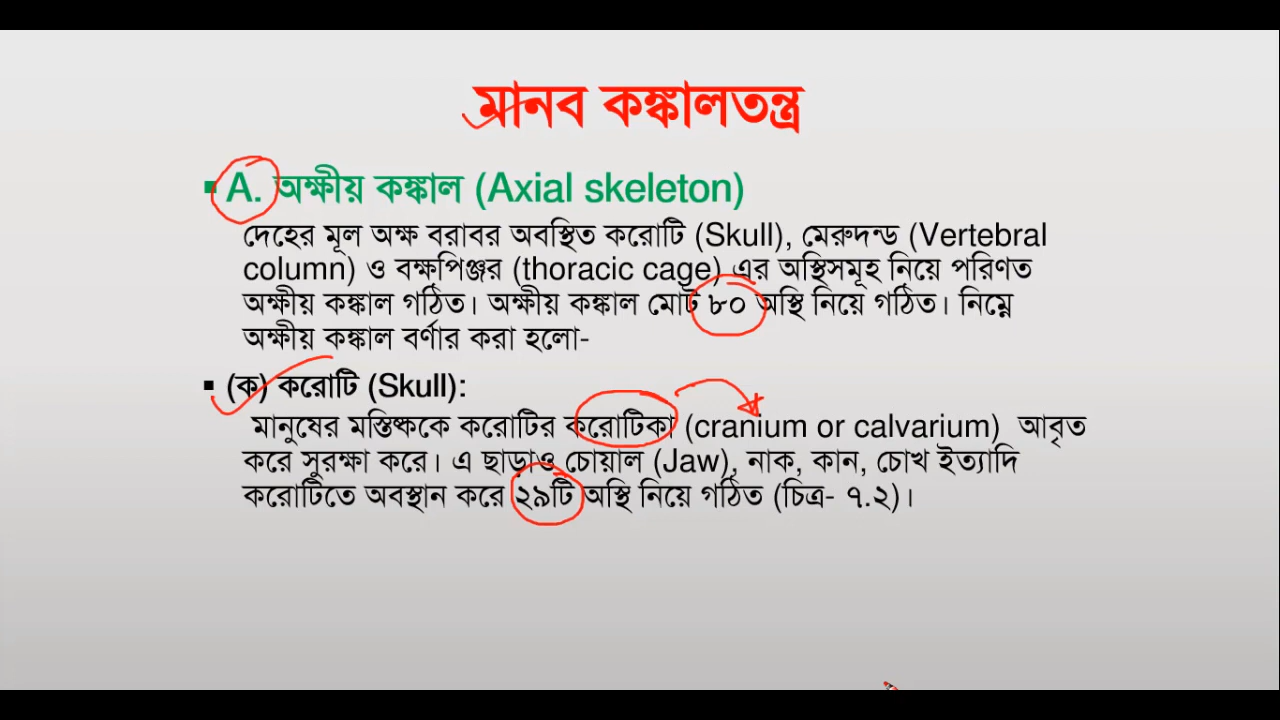 মানব কঙ্কালতন্ত্র
▪ A. অক্ষীয় কঙ্কাল (Axial skeleton)
দেহের মূল অক্ষ বরাবর অবস্থিত করোটি (Skull), মেরুদন্ড (Vertebral
column) ও বক্ষপিঞ্জর (thoracic cage) এর অস্থিসমূহ নিয়ে পরিণত
অক্ষীয় কঙ্কাল গঠিত। অক্ষীয় কঙ্কাল মোট ৮০ অস্থি নিয়ে গঠিত। নিম্নে
অক্ষীয় কঙ্কাল বর্ণার করা হলো-
▪ (ক) করোটি (Skull):
মানুষের মস্তিষ্ককে করোটির করোটিকা (cranium or calvarium) আবৃত
করে সুরক্ষা করে। এ ছাড়াও চোয়াল (Jaw), নাক, কান, চোখ ইত্যাদি
করোটিতে অবস্থান করে ২৯টি অস্থি নিয়ে গঠিত (চিত্র- ৭.২)।